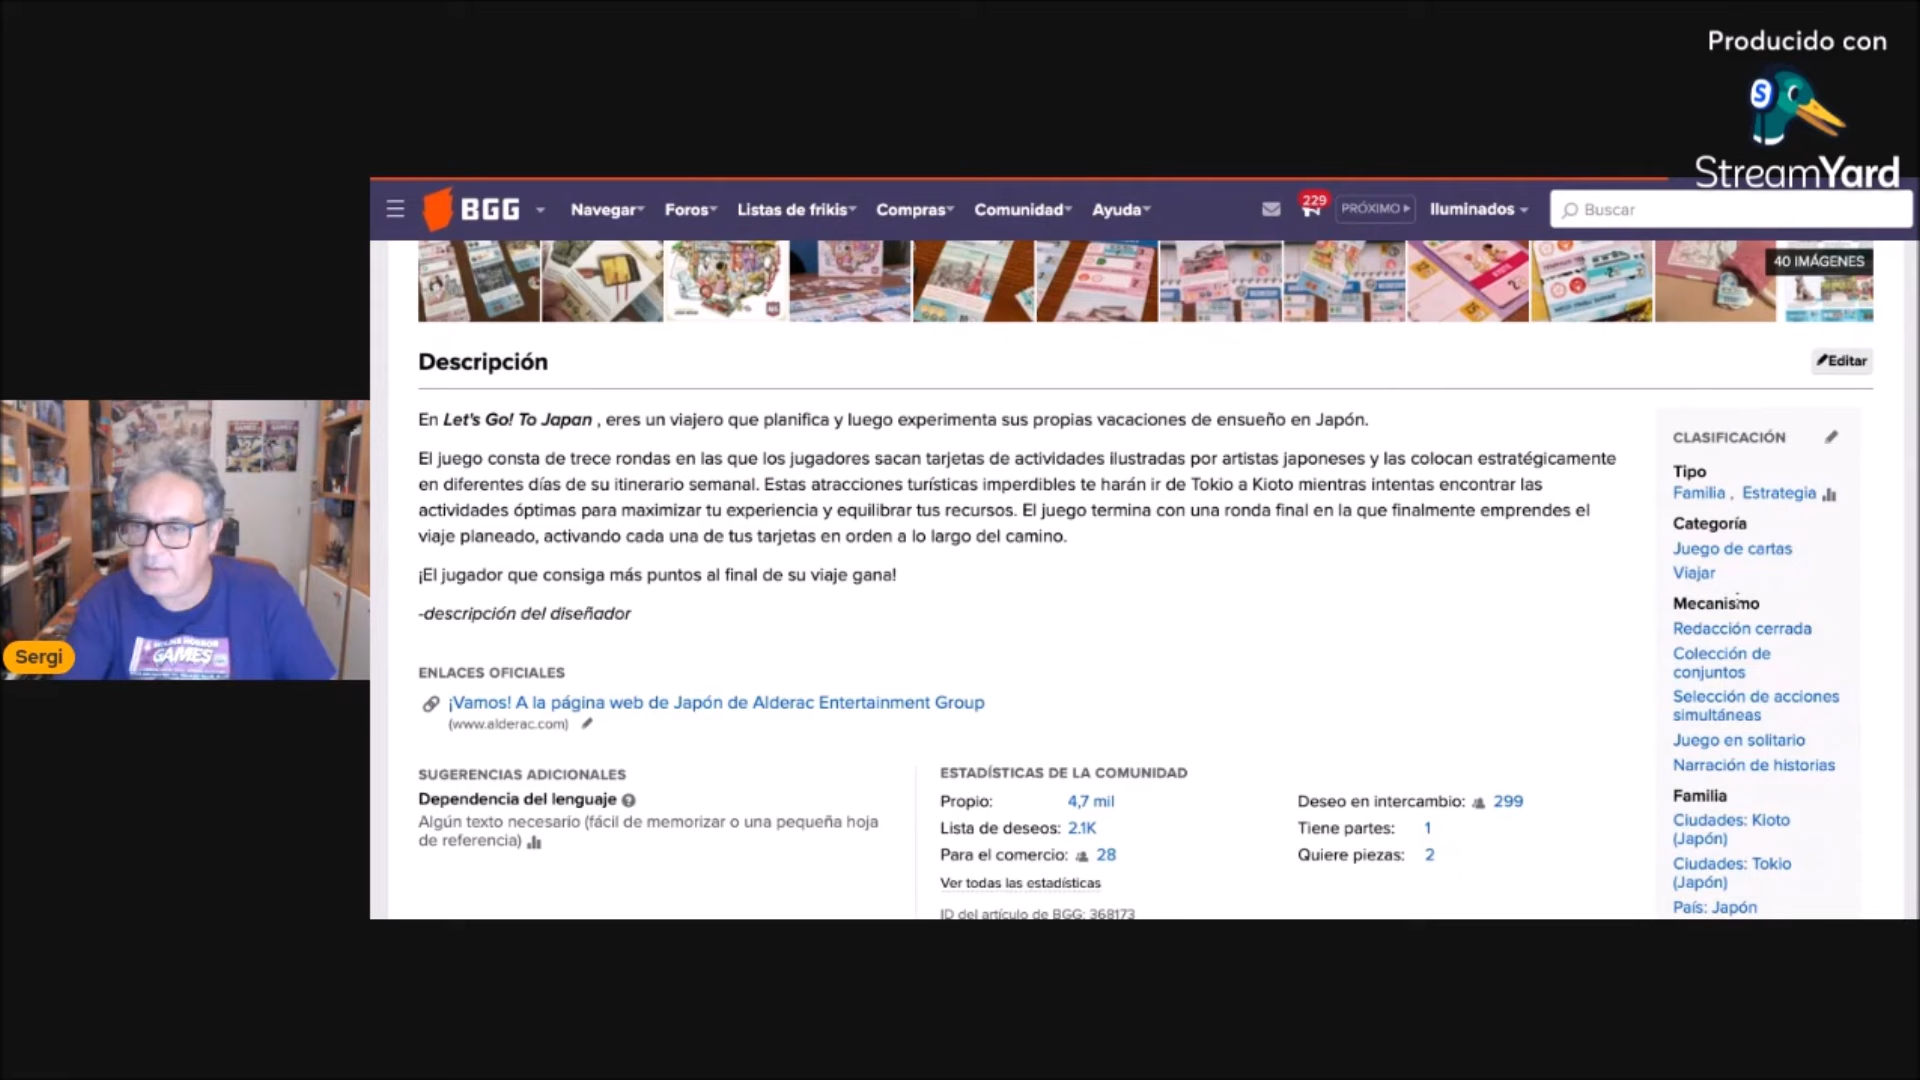 Producido con
StreamYard
BGG
Navegar
Foros
Listas de frikis
Compras
Comunidad
Ayuda
229
PRÓXIMO
Iluminados
Buscar
40 IMÁGENES
Descripción
Editar
En Let's Go! To Japan , eres un viajero que planifica y luego experimenta sus propias vacaciones de ensueño en Japón.
El juego consta de trece rondas en las que los jugadores sacan tarjetas de actividades ilustradas por artistas japoneses y las colocan estratégicamente
en diferentes días de su itinerario semanal. Estas atracciones turísticas imperdibles te harán ir de Tokio a Kioto mientras intentas encontrar las
actividades óptimas para maximizar tu experiencia y equilibrar tus recursos. El juego termina con una ronda final en la que finalmente emprendes el
viaje planeado, activando cada una de tus tarjetas en orden a lo largo del camino.
¡El jugador que consiga más puntos al final de su viaje gana!
-descripción del diseñador
ENLACES OFICIALES
¡Vamos! A la página web de Japón de Alderac Entertainment Group
(www.alderac.com)
SUGERENCIAS ADICIONALES
Dependencia del lenguaje
Algún texto necesario (fácil de memorizar o una pequeña hoja
de referencia)
ESTADÍSTICAS DE LA COMUNIDAD
Propio: 4,7 mil
Lista de deseos: 2.1K
Para el comercio: 28
Ver todas las estadísticas
ID del artículo de BGG: 368173
Deseo en intercambio: 299
Tiene partes: 1
Quiere piezas: 2
CLASIFICACIÓN
Tipo
Familia , Estrategia
Categoría
Juego de cartas
Viajar
Mecanismo
Redacción cerrada
Colección de
conjuntos
Selección de acciones
simultáneas
Juego en solitario
Narración de historias
Familia
Ciudades: Kioto
(Japón)
Ciudades: Tokio
(Japón)
País: Japón
Sergi
GAMES